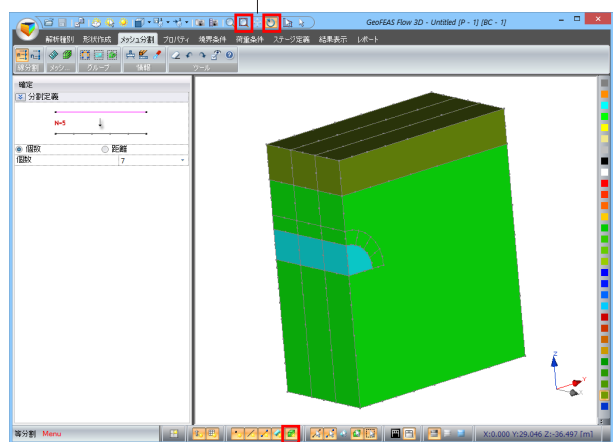 GeoFEAS Flow 3D - Untitled [P - 1] [BC - 1]
解析種別 形状作成 メッシュ分割 プロパティ 境界条件 荷重条件 ステージ定義 結果表示 レポート
線分割 メッシュ... グループ 情報 ツール
確定
分割定義
N=5
個数 距離
個数 7
Z
Y
等分割 Menu
X:0.000 Y:29.046 Z:-36.497 [m]